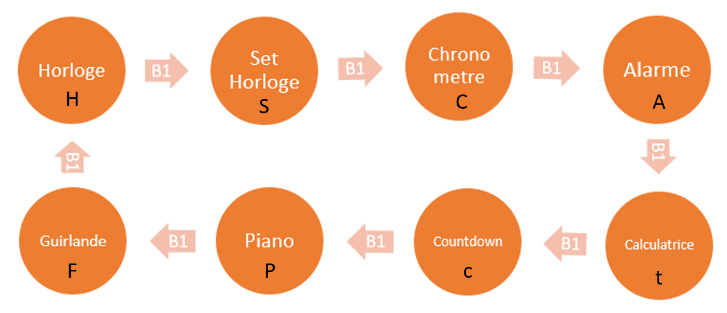 Horloge
H
B1
Set
Horloge
S
B1
Chrono
metre
C
B1
Alarme
A
B1
Calculatrice
t
B1
Countdown
c
B1
Piano
P
B1
Guirlande
F
B1